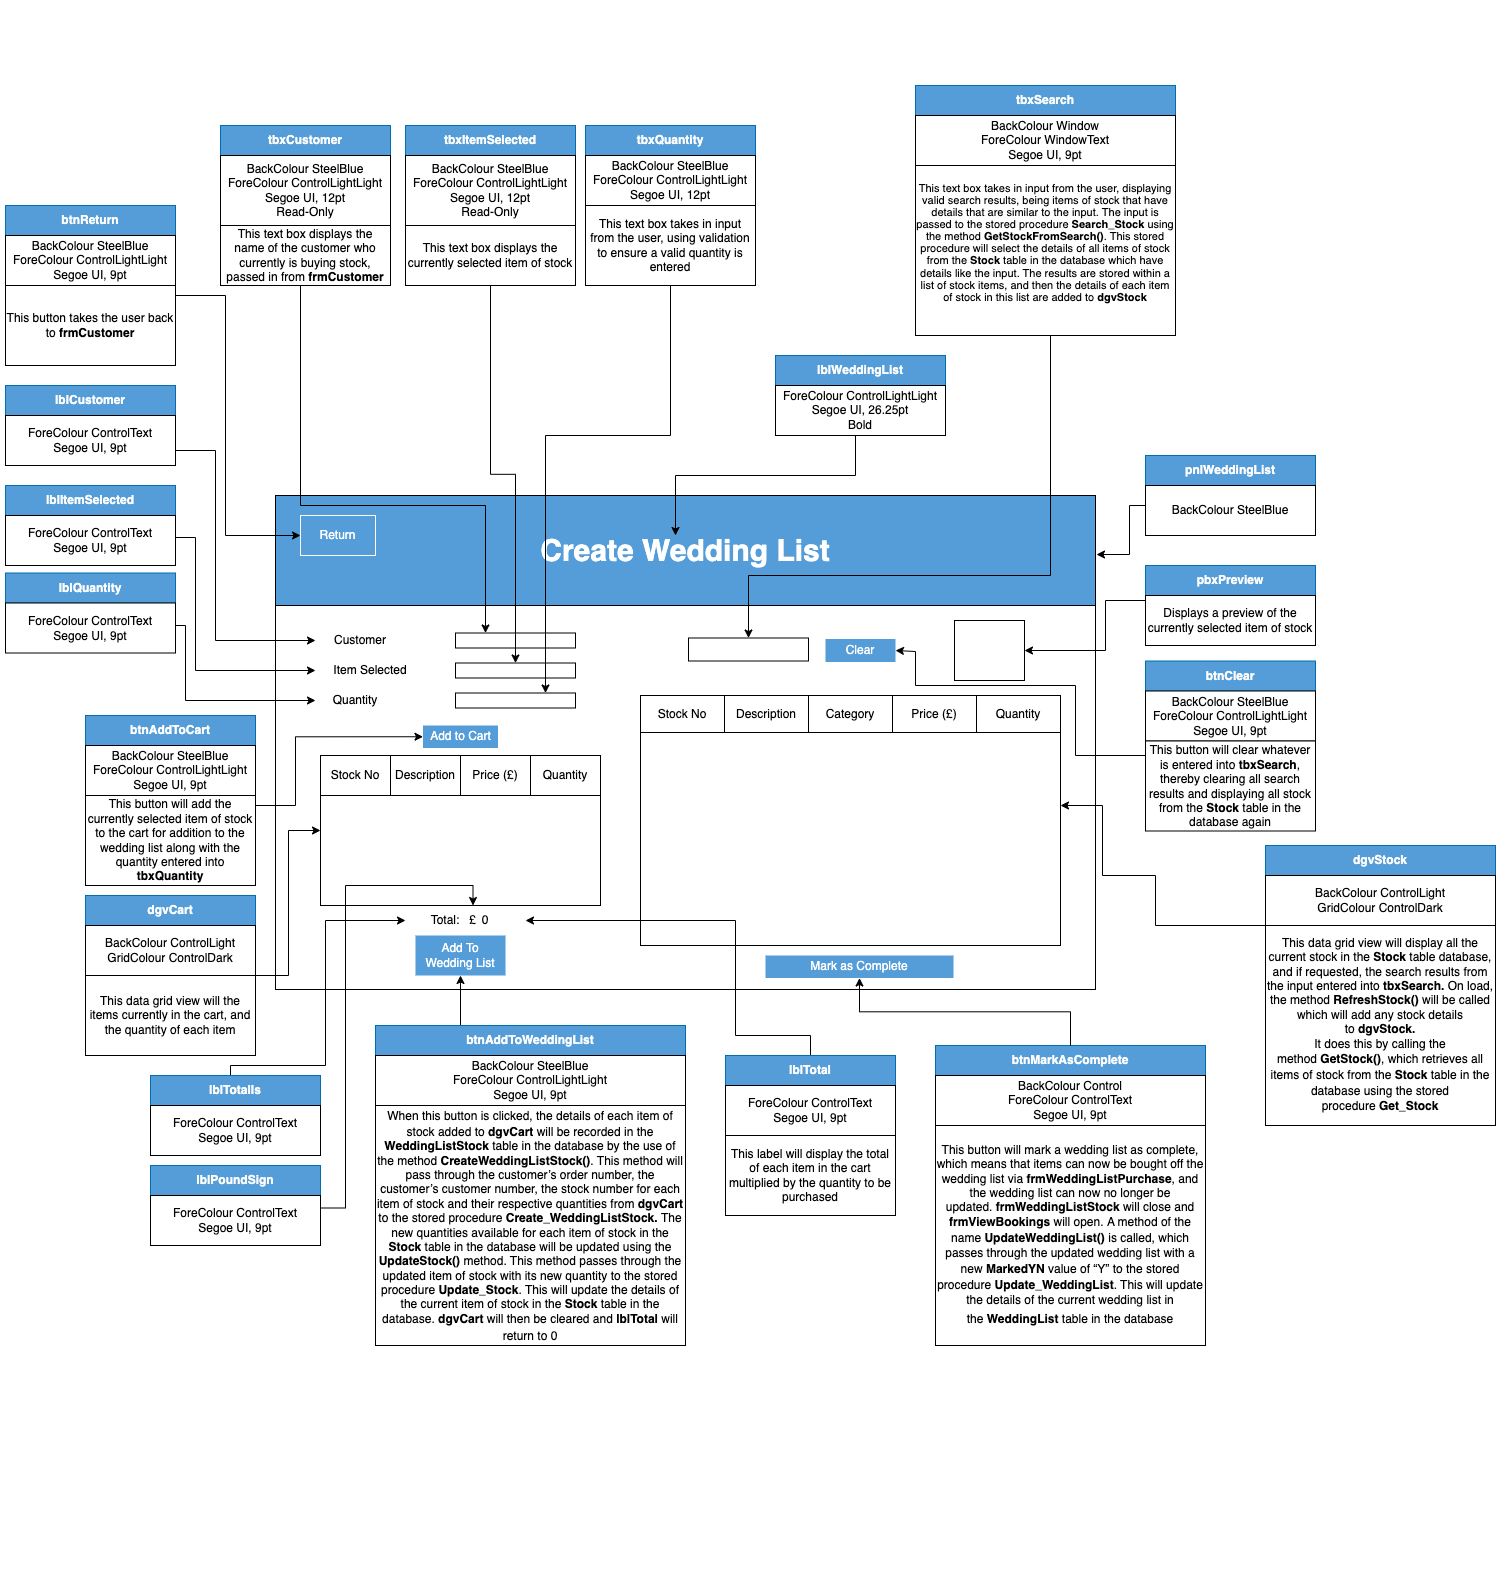 tbxSearch
BackColour Window
ForeColour WindowText
Segoe UI, 9pt
This text box takes in input from the user, displaying
valid search results, being items of stock that have
details that are similar to the input. The input is
passed to the stored procedure Search_Stock using
the method GetStockFromSearch(). This stored
procedure will select the details of all items of stock
from the Stock table in the database which have
details like the input. The results are stored within a
list of stock items, and then the details of each item
of stock in this list are added to dgvStock
tbxCustomer
BackColour SteelBlue
ForeColour ControlLightLight
Segoe UI, 12pt
Read-Only
This text box displays the
name of the customer who
currently is buying stock,
passed in from frmCustomer
tbxItemSelected
BackColour SteelBlue
ForeColour ControlLightLight
Segoe UI, 12pt
Read-Only
This text box displays the
currently selected item of stock
tbxQuantity
BackColour SteelBlue
ForeColour ControlLightLight
Segoe UI, 12pt
This text box takes in input
from the user, using validation
to ensure a valid quantity is
entered
btnReturn
BackColour SteelBlue
ForeColour ControlLightLight
Segoe UI, 9pt
This button takes the user back
to frmCustomer
lblWeddingList
ForeColour ControlLightLight
Segoe UI, 26.25pt
Bold
lblCustomer
ForeColour ControlText
Segoe UI, 9pt
lblItemSelected
ForeColour ControlText
Segoe UI, 9pt
lblQuantity
ForeColour ControlText
Segoe UI, 9pt
pnlWeddingList
BackColour SteelBlue
pbxPreview
Displays a preview of the
currently selected item of stock
btnClear
BackColour SteelBlue
ForeColour ControlLightLight
Segoe UI, 9pt
This button will clear whatever
is entered into tbxSearch,
thereby clearing all search
results and displaying all stock
from the Stock table in the
database again
Return
Create Wedding List
Customer
Item Selected
Quantity
Clear
Add to Cart
Stock No
Description
Price (£)
Quantity
Stock No
Description
Category
Price (£)
Quantity
Total: £ 0
Add To
Wedding List
Mark as Complete
btnAddToCart
BackColour SteelBlue
ForeColour ControlLightLight
Segoe UI, 9pt
This button will add the
currently selected item of stock
to the cart for addition to the
wedding list along with the
quantity entered into
tbxQuantity
dgvCart
BackColour ControlLight
GridColour ControlDark
This data grid view will the
items currently in the cart, and
the quantity of each item
dgvStock
BackColour ControlLight
GridColour ControlDark
This data grid view will display all the
current stock in the Stock table database,
and if requested, the search results from
the input entered into tbxSearch. On load,
the method RefreshStock() will be called
which will add any stock details
to dgvStock.
It does this by calling the
method GetStock(), which retrieves all
items of stock from the Stock table in the
database using the stored
procedure Get_Stock
lblTotalIs
ForeColour ControlText
Segoe UI, 9pt
lblPoundSign
ForeColour ControlText
Segoe UI, 9pt
btnAddToWeddingList
BackColour SteelBlue
ForeColour ControlLightLight
Segoe UI, 9pt
When this button is clicked, the details of each item of
stock added to dgvCart will be recorded in the
WeddingListStock table in the database by the use of
the method CreateWeddingListStock(). This method will
pass through the customer’s order number, the
customer’s customer number, the stock number for each
item of stock and their respective quantities from dgvCart
to the stored procedure Create_WeddingListStock. The
new quantities available for each item of stock in the
Stock table in the database will be updated using the
UpdateStock() method. This method passes through the
updated item of stock with its new quantity to the stored
procedure Update_Stock. This will update the details of
the current item of stock in the Stock table in the
database. dgvCart will then be cleared and lblTotal will
return to 0
lblTotal
ForeColour ControlText
Segoe UI, 9pt
This label will display the total
of each item in the cart
multiplied by the quantity to be
purchased
btnMarkAsComplete
BackColour Control
ForeColour ControlText
Segoe UI, 9pt
This button will mark a wedding list as complete,
which means that items can now be bought off the
wedding list via frmWeddingListPurchase, and
the wedding list can now no longer be
updated. frmWeddingListStock will close and
frmViewBookings will open. A method of the
name UpdateWeddingList() is called, which
passes through the updated wedding list with a
new MarkedYN value of “Y” to the stored
procedure Update_WeddingList. This will update
the details of the current wedding list in
the WeddingList table in the database